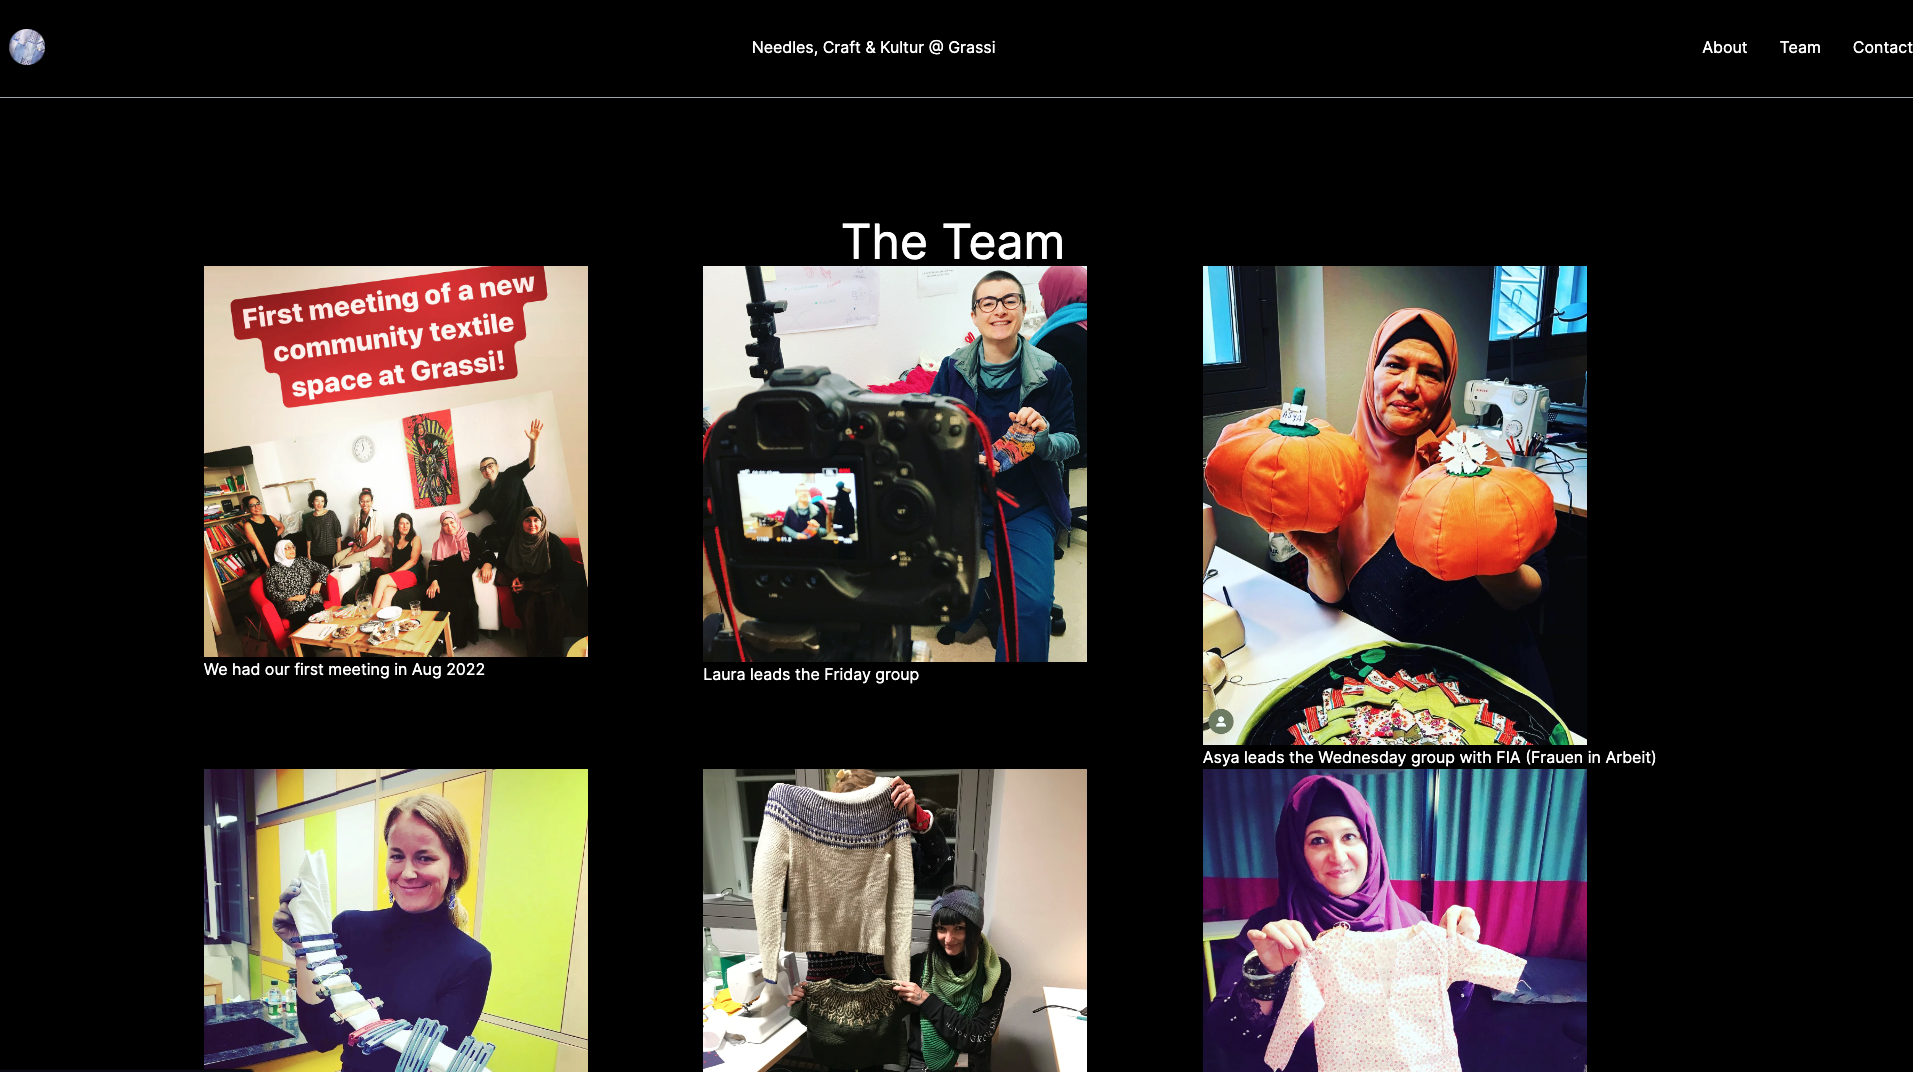 Needles, Craft & Kultur @ Grassi
About
Team
Contact
The Team
First meeting of a new
community textile
space at Grassi!
We had our first meeting in Aug 2022
Laura leads the Friday group
ASYA
Asya leads the Wednesday group with FIA (Frauen in Arbeit)